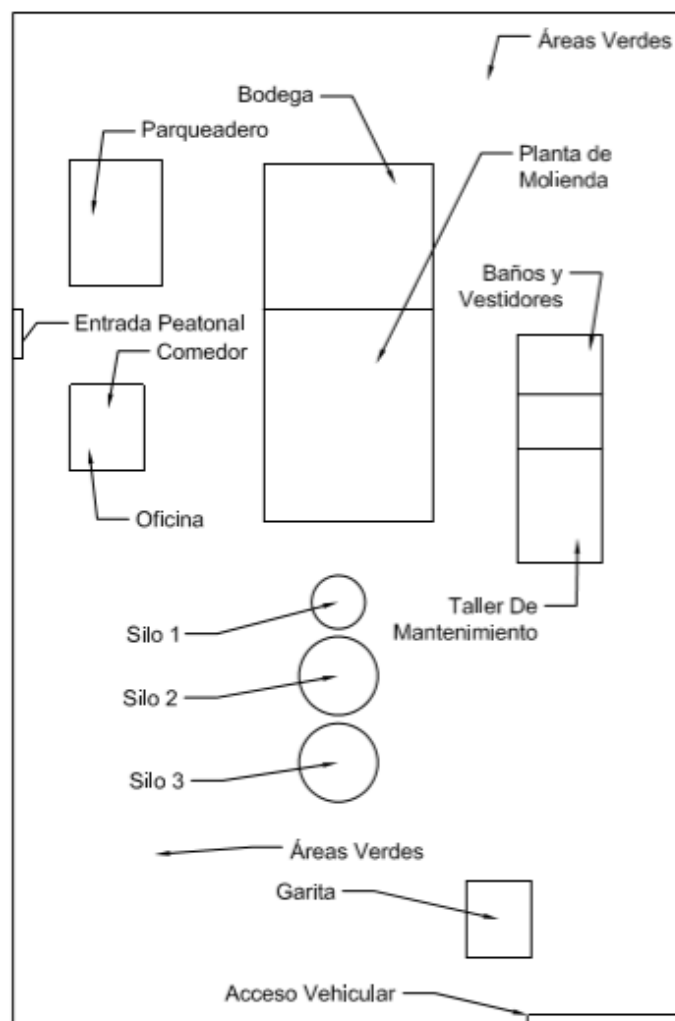 Áreas Verdes
Bodega
Parqueadero
Planta de
Molienda
Baños y
Vestidores
Entrada Peatonal
Comedor
Oficina
Taller De
Mantenimiento
Silo 1
Silo 2
Silo 3
Áreas Verdes
Garita
Acceso Vehicular